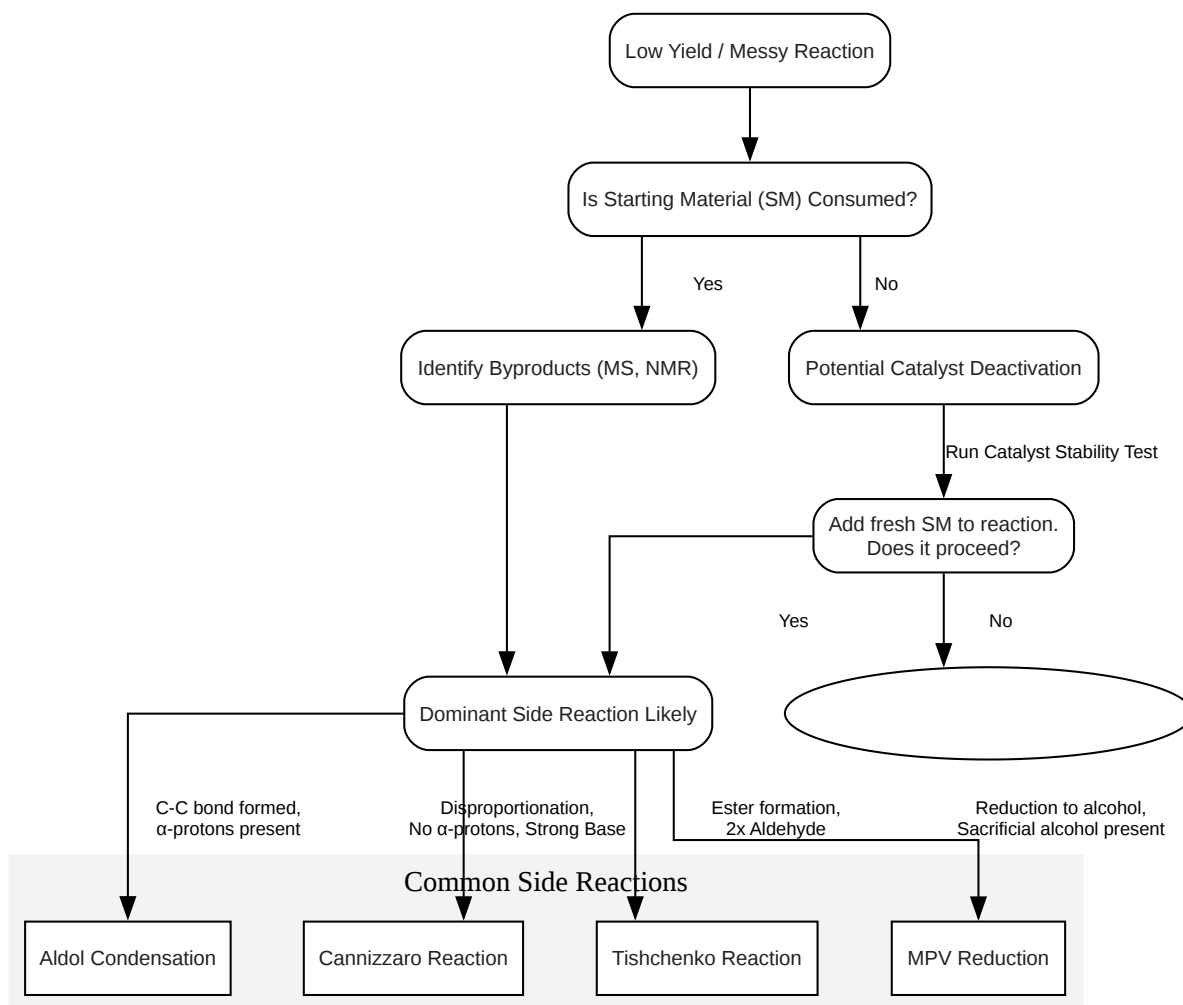 Low Yield / Messy Reaction
Is Starting Material (SM) Consumed?
Yes
No
Identify Byproducts (MS, NMR)
Potential Catalyst Deactivation
Run Catalyst Stability Test
Add fresh SM to reaction.
Does it proceed?
Yes
No
Dominant Side Reaction Likely
C-C bond formed,
α-protons present
Disproportionation,
No α-protons, Strong Base
Ester formation,
2x Aldehyde
Reduction to alcohol,
Sacrificial alcohol present
Common Side Reactions
Aldol Condensation
Cannizzaro Reaction
Tishchenko Reaction
MPV Reduction